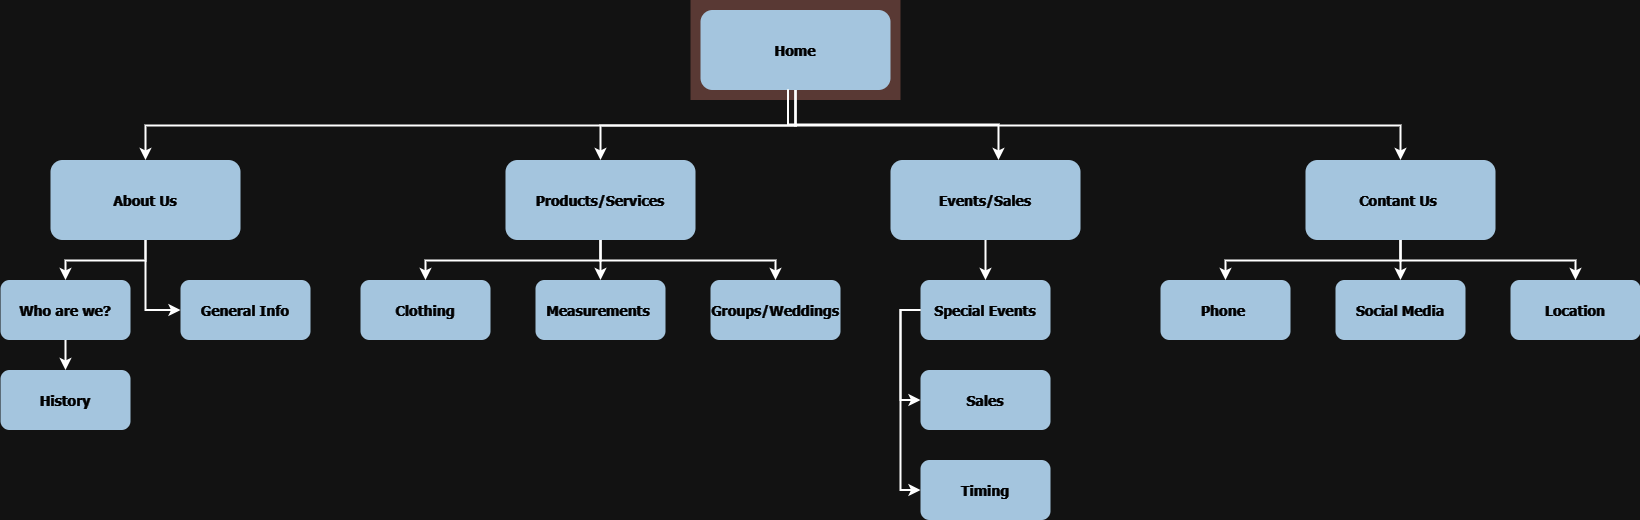 Home
About Us
Products/Services
Events/Sales
Contant Us
Who are we?
General Info
Clothing
Measurements
Groups/Weddings
Special Events
Phone
Social Media
Location
History
Sales
Timing